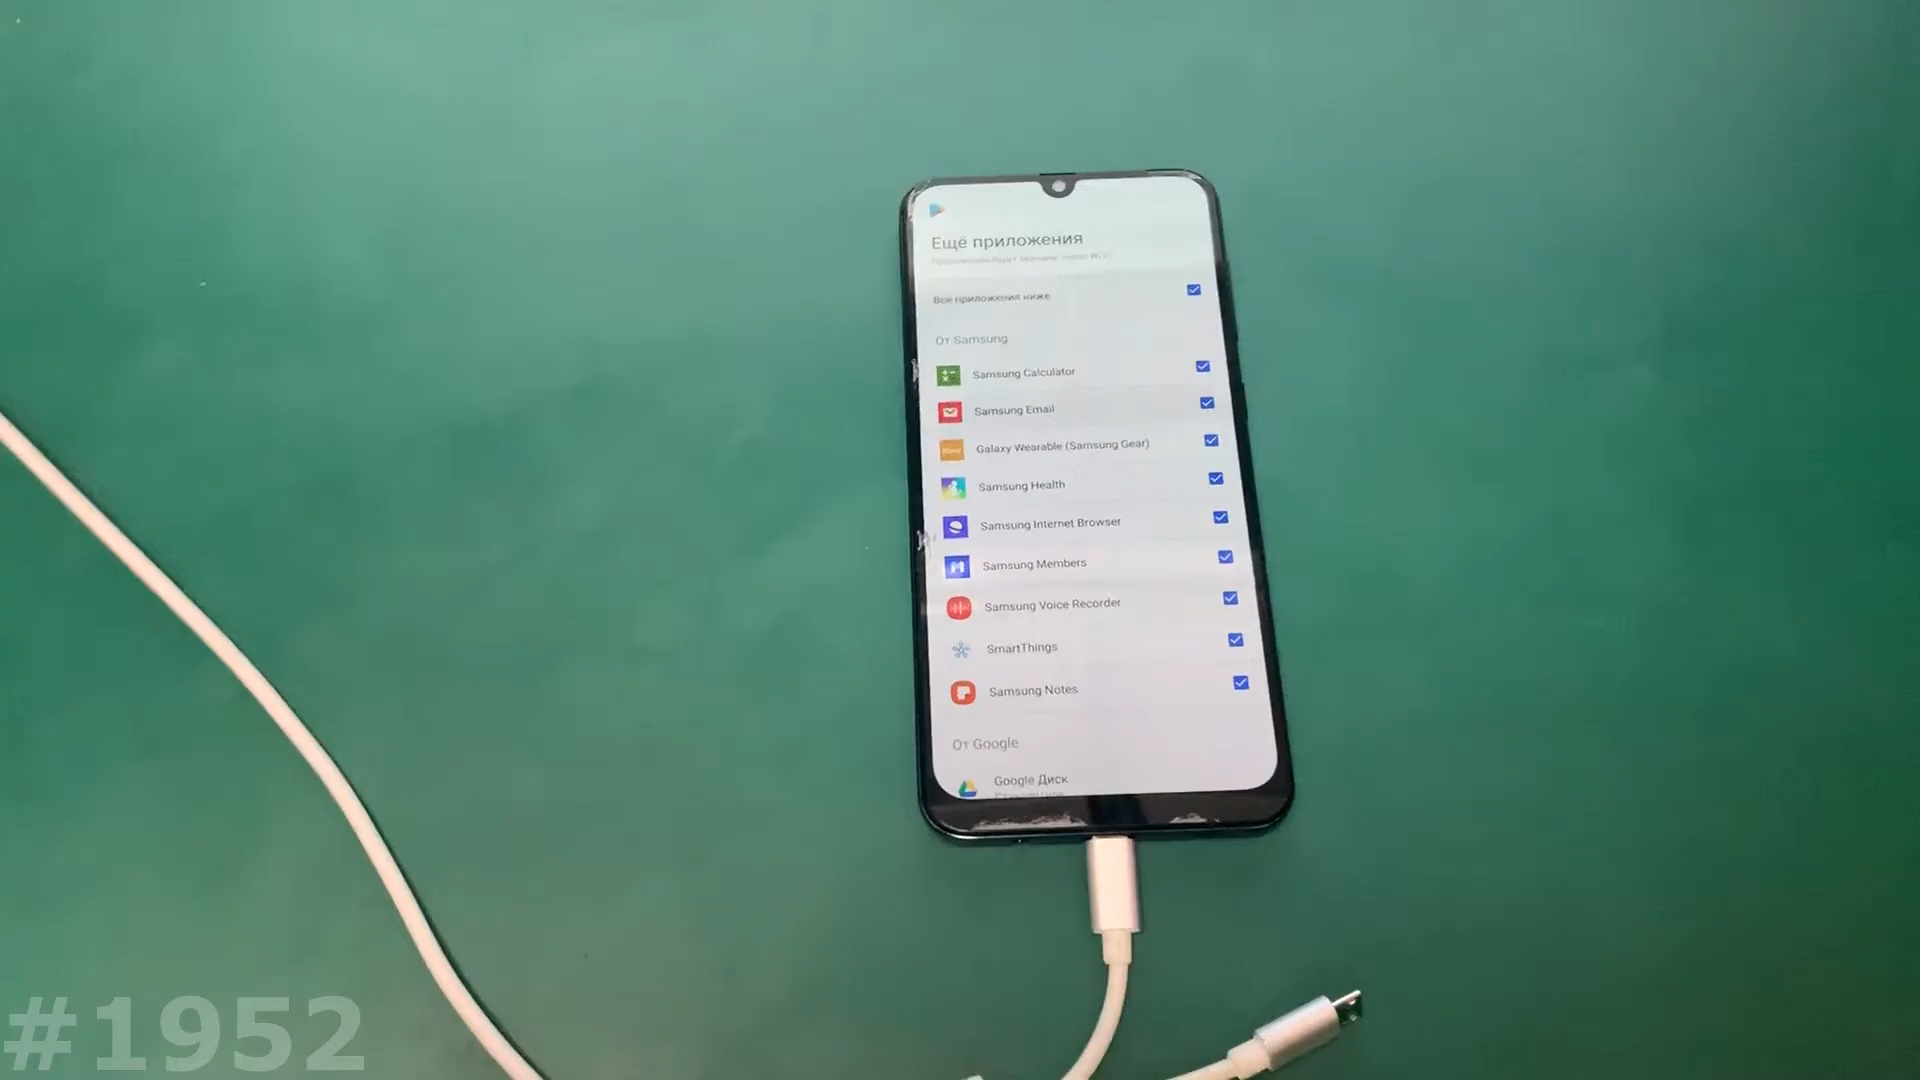 Ещё приложения
Все приложения ниже
От Samsung
Samsung Calculator
Samsung Email
Galaxy Wearable (Samsung Gear)
Samsung Health
Samsung Internet Browser
Samsung Members
Samsung Voice Recorder
SmartThings
Samsung Notes
От Google
Google Диск
#1952